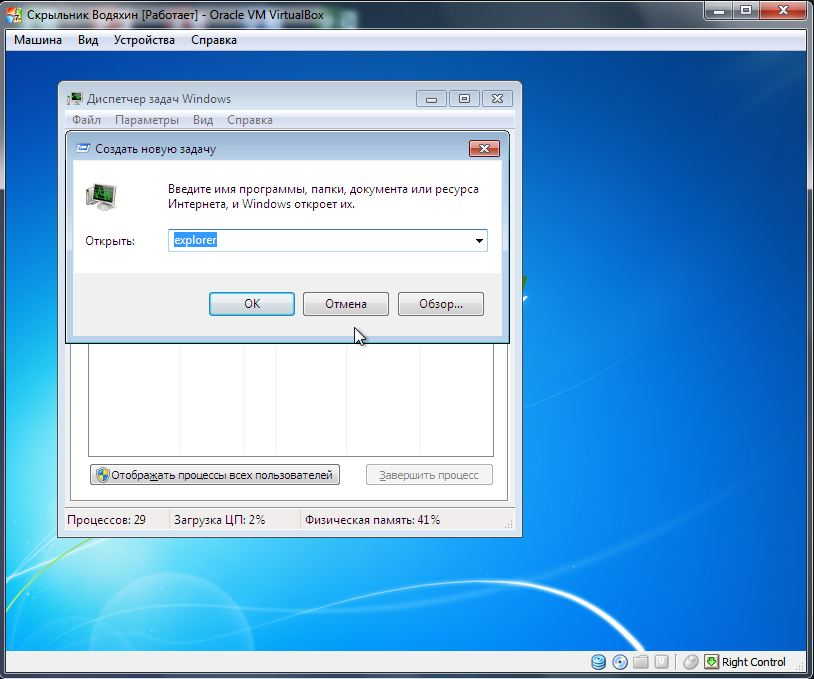 Скрыльник Водяхин [Работает] - Oracle VM VirtualBox
Машина Вид Устройства Справка
Диспетчер задач Windows
Файл Параметры Вид Справка
Создать новую задачу
Введите имя программы, папки, документа или ресурса
Интернета, и Windows откроет их.
Открыть: explorer
ОК Отмена Обзор...
Отображать процессы всех пользователей Завершить процесс
Процессов: 29 Загрузка ЦП: 2% Физическая память: 41%
Right Control